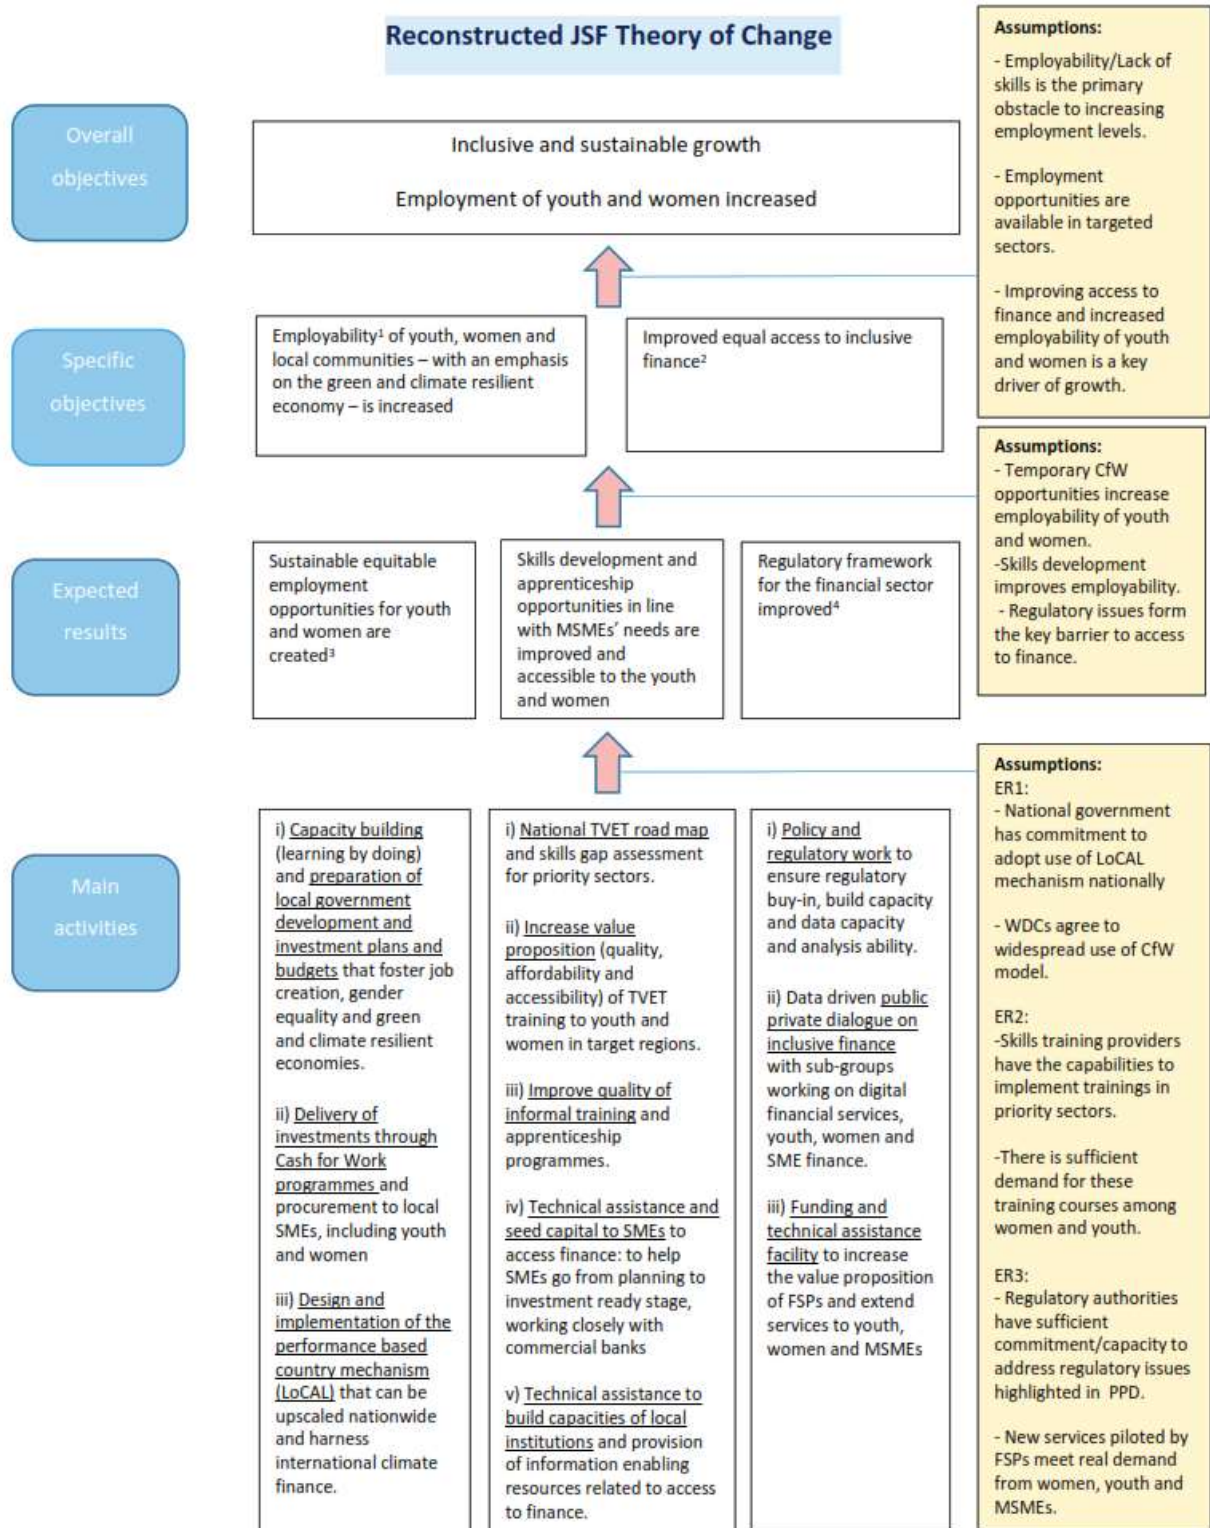 Reconstructed JSF Theory of Change
Overall
objectives
Inclusive and sustainable growth
Employment of youth and women increased
Assumptions:
- Employability/Lack of
skills is the primary
obstacle to increasing
employment levels.
- Employment
opportunities are
available in targeted
sectors.
- Improving access to
finance and increased
employability of youth
and women is a key
driver of growth.
Specific
objectives
Employability¹ of youth, women and
local communities – with an emphasis
on the green and climate resilient
economy – is increased
Improved equal access to inclusive
finance²
Assumptions:
- Temporary CfW
opportunities increase
employability of youth
and women.
-Skills development
improves employability.
- Regulatory issues form
the key barrier to access
to finance.
Expected
results
Sustainable equitable
employment
opportunities for youth
and women are
created³
Skills development and
apprenticeship
opportunities in line
with MSMEs’ needs are
improved and
accessible to the youth
and women
Regulatory framework
for the financial sector
improved⁴
Main
activities
i) Capacity building
(learning by doing)
and preparation of
local government
development and
investment plans and
budgets that foster job
creation, gender
equality and green
and climate resilient
economies.
ii) Delivery of
investments through
Cash for Work
programmes and
procurement to local
SMEs, including youth
and women
iii) Design and
implementation of the
performance based
country mechanism
(LoCAL) that can be
upscaled nationwide
and harness
international climate
finance.
i) National TVET road map
and skills gap assessment
for priority sectors.
ii) Increase value
proposition (quality,
affordability and
accessibility) of TVET
training to youth and
women in target regions.
iii) Improve quality of
informal training and
apprenticeship
programmes.
iv) Technical assistance and
seed capital to SMEs to
access finance: to help
SMEs go from planning to
investment ready stage,
working closely with
commercial banks
v) Technical assistance to
build capacities of local
institutions and provision
of information enabling
resources related to access
to finance.
i) Policy and
regulatory work to
ensure regulatory
buy-in, build capacity
and data capacity
and analysis ability.
ii) Data driven public
private dialogue on
inclusive finance
with sub-groups
working on digital
financial services,
youth, women and
SME finance.
iii) Funding and
technical assistance
facility to increase
the value proposition
of FSPs and extend
services to youth,
women and MSMEs
Assumptions:
ER1:
- National government
has commitment to
adopt use of LoCAL
mechanism nationally
- WDCs agree to
widespread use of CfW
model.
ER2:
-Skills training providers
have the capabilities to
implement trainings in
priority sectors.
-There is sufficient
demand for these
training courses among
women and youth.
ER3:
- Regulatory authorities
have sufficient
commitment/capacity to
address regulatory issues
highlighted in PPD.
- New services piloted by
FSPs meet real demand
from women, youth and
MSMEs.